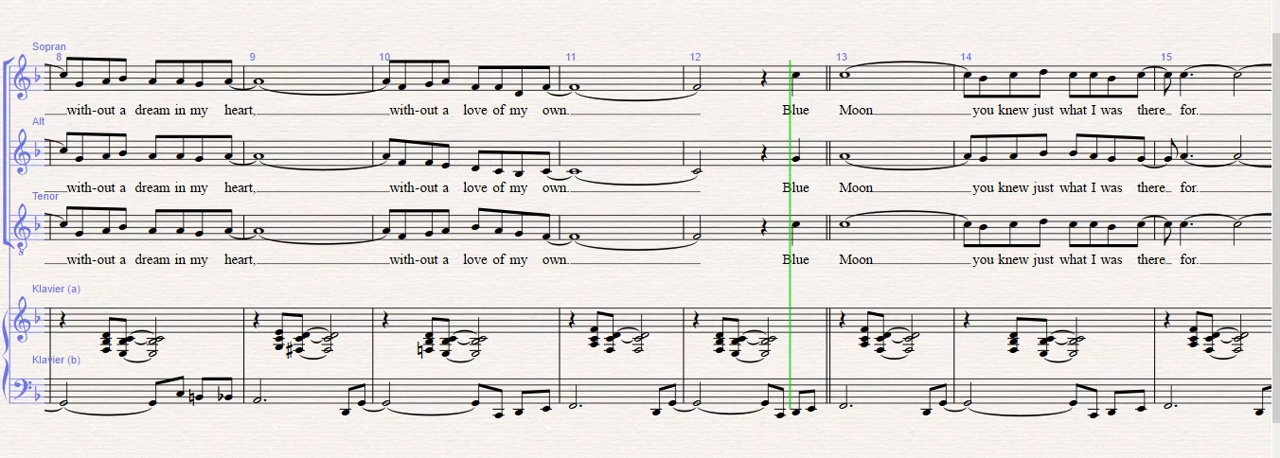 Sopran
8 9 10 11 12 13 14 15
with-out a dream in my heart, with-out a love of my own. Blue Moon you knew just what I was there for.
Alt
with-out a dream in my heart, with-out a love of my own. Blue Moon you knew just what I was there for.
Tenor
8
with-out a dream in my heart, with-out a love of my own. Blue Moon you knew just what I was there for.
Klavier (a)
Klavier (b)